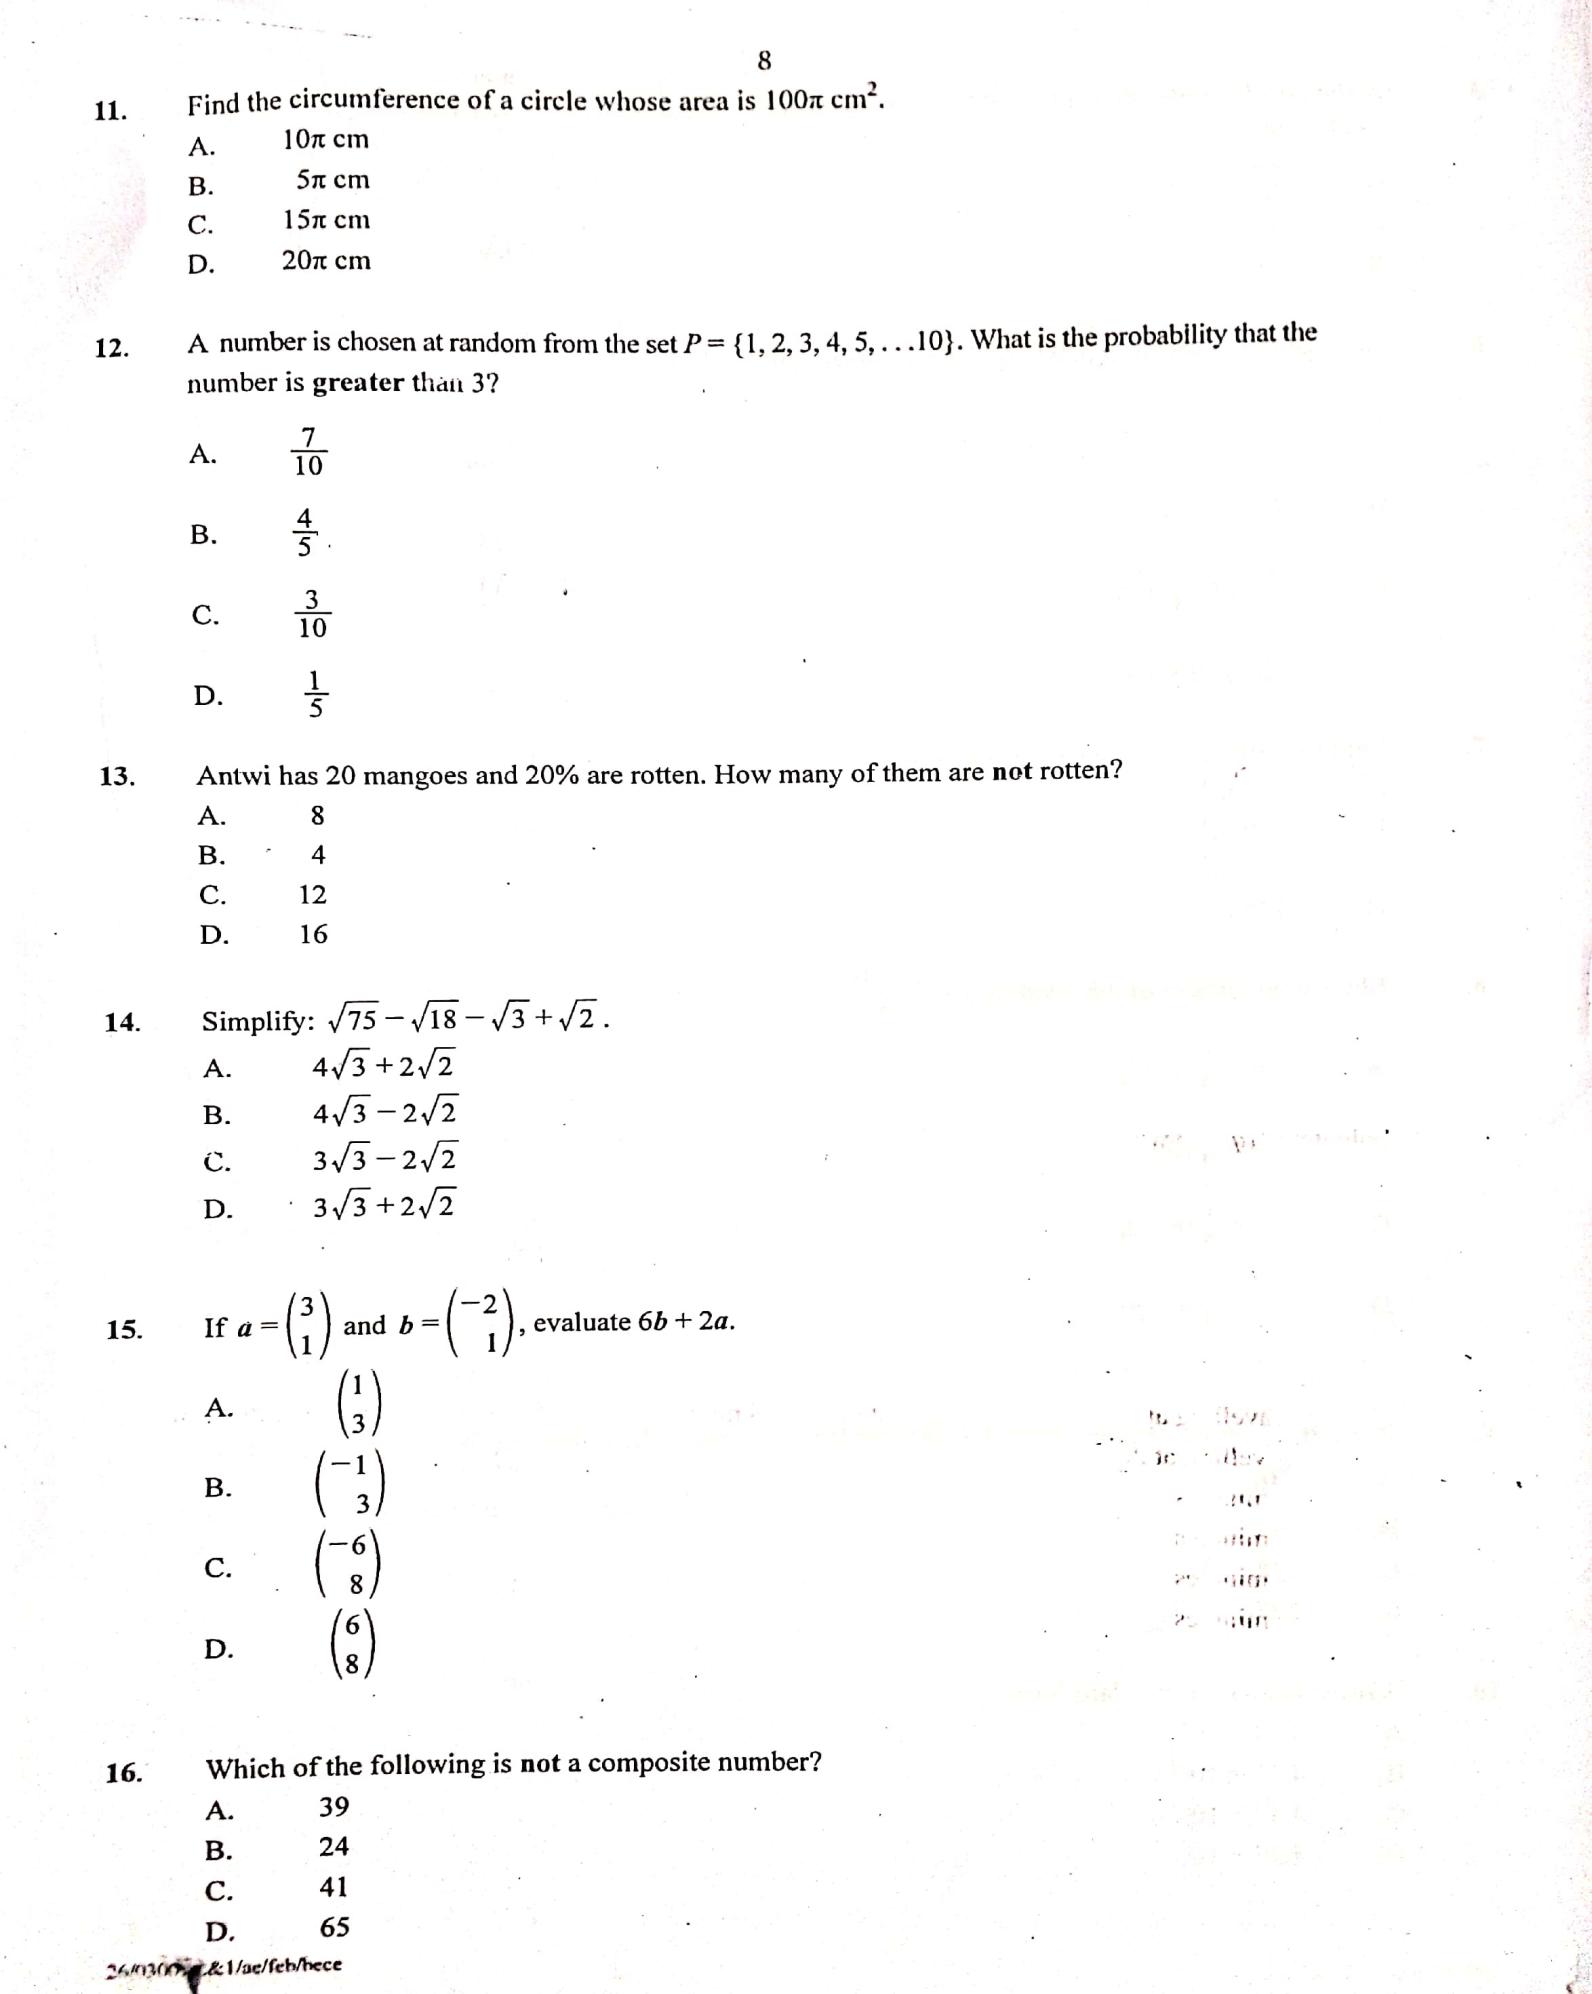 8
11. Find the circumference of a circle whose area is 100π cm².
A. 10π cm
B. 5π cm
C. 15π cm
D. 20π cm
12. A number is chosen at random from the set P = {1, 2, 3, 4, 5, . . .10}. What is the probability that the
number is greater than 3?
A. 7/10
B. 4/5
C. 3/10
D. 1/5
13. Antwi has 20 mangoes and 20% are rotten. How many of them are not rotten?
A. 8
B. 4
C. 12
D. 16
14. Simplify: √75 − √18 − √3 + √2 .
A. 4√3 + 2√2
B. 4√3 − 2√2
C. 3√3 − 2√2
D. 3√3 + 2√2
15. If a = (3 1) and b = (−2 1), evaluate 6b + 2a.
A. (1 3)
B. (−1 3)
C. (−6 8)
D. (6 8)
16. Which of the following is not a composite number?
A. 39
B. 24
C. 41
D. 65
&1/ae/feb/bece